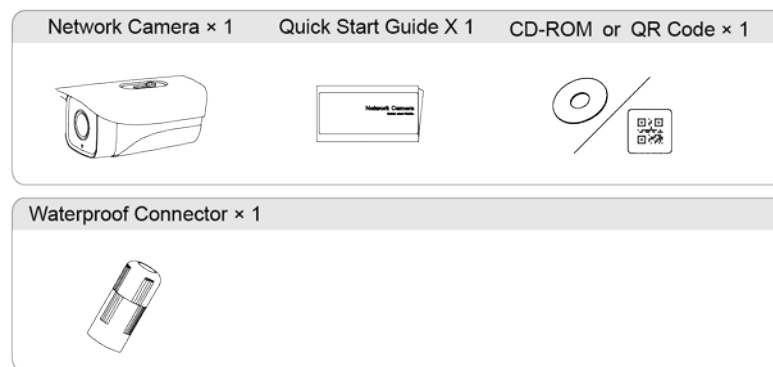 Network Camera × 1
Quick Start Guide X 1
CD-ROM or QR Code × 1
Network Camera
Waterproof Connector × 1